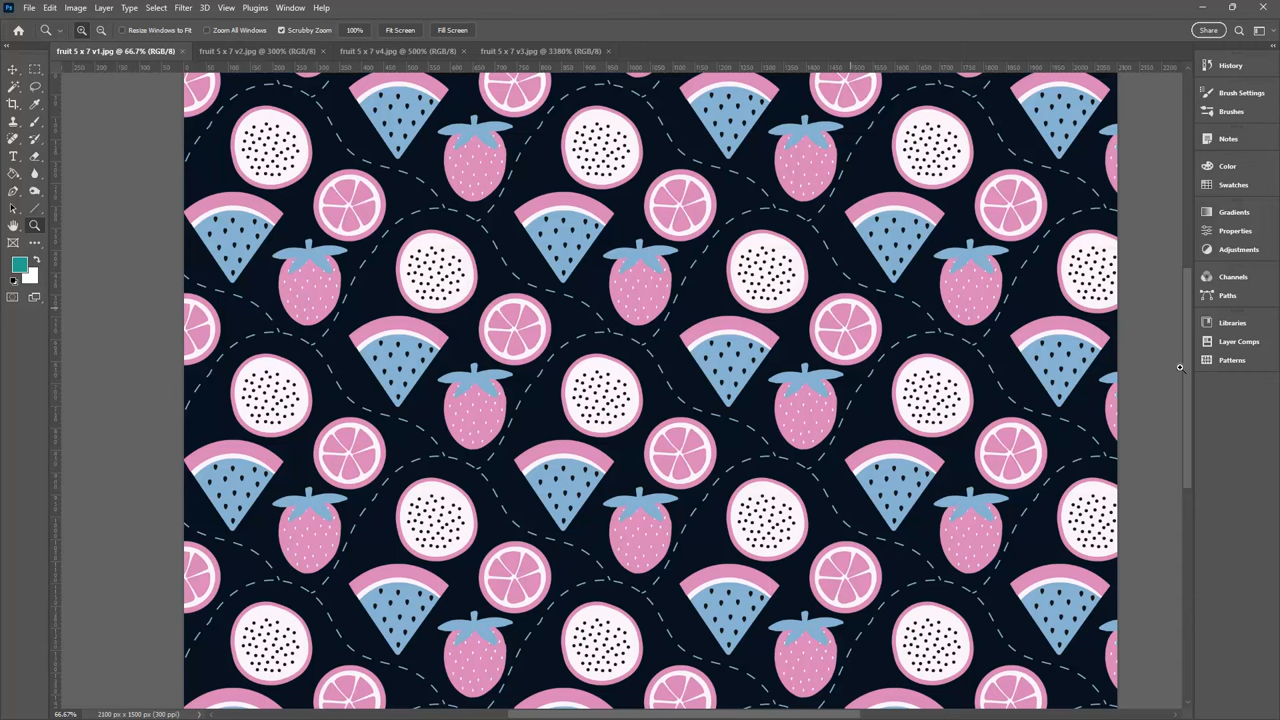 Ps File Edit Image Layer Type Select Filter 3D View Plugins Window Help
Resize Windows to Fit Zoom All Windows Scrubby Zoom 100% Fit Screen Fill Screen Share
fruit 5 x 7 v1.jpg @ 66.7% (RGB/8) × fruit 5 x 7 v2.jpg @ 300% (RGB/8) × fruit 5 x 7 v4.jpg @ 500% (RGB/8) × fruit 5 x 7 v3.jpg @ 3380% (RGB/8) ×
History
Brush Settings
Brushes
Notes
Color
Swatches
Gradients
Properties
Adjustments
Channels
Paths
Libraries
Layer Comps
Patterns
66.67% 2100 px x 1500 px (300 ppi)